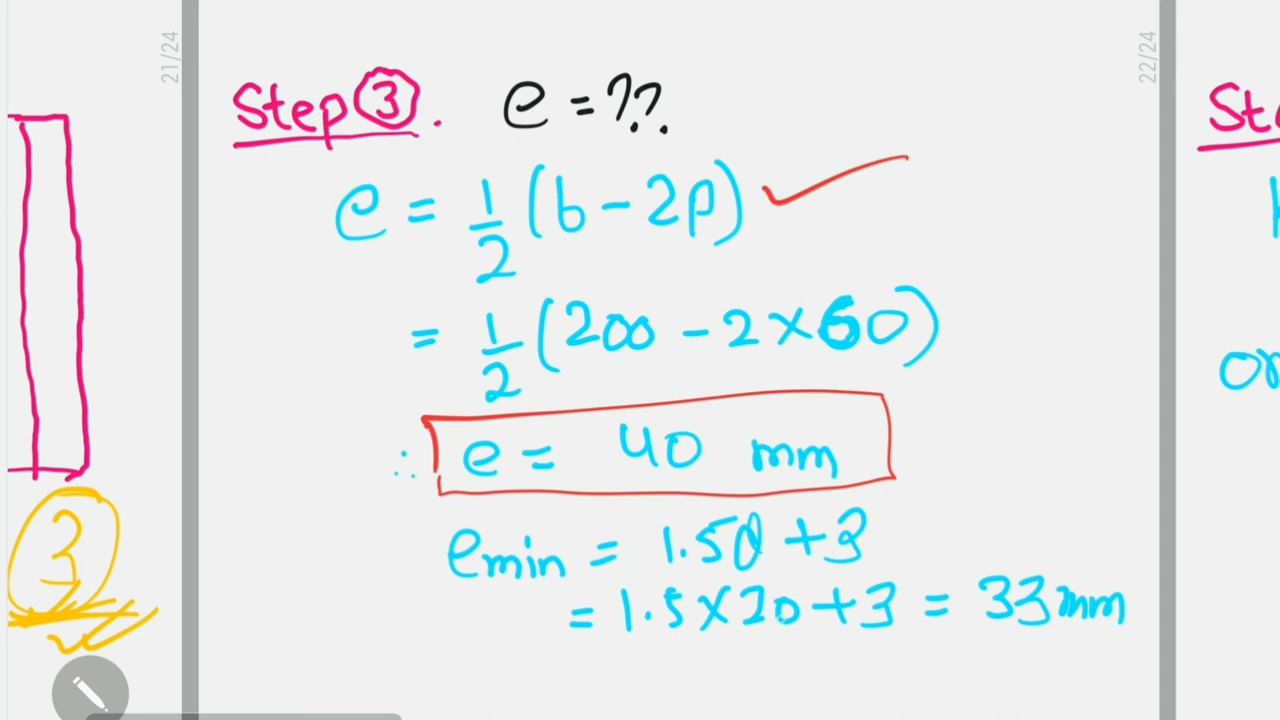 21/24
22/24
Step ③. e = ??
e = 1/2 (b - 2p)
= 1/2 (200 - 2×60)
∴ e = 40 mm
emin = 1.5d + 3
= 1.5×20 + 3 = 33mm
3
or